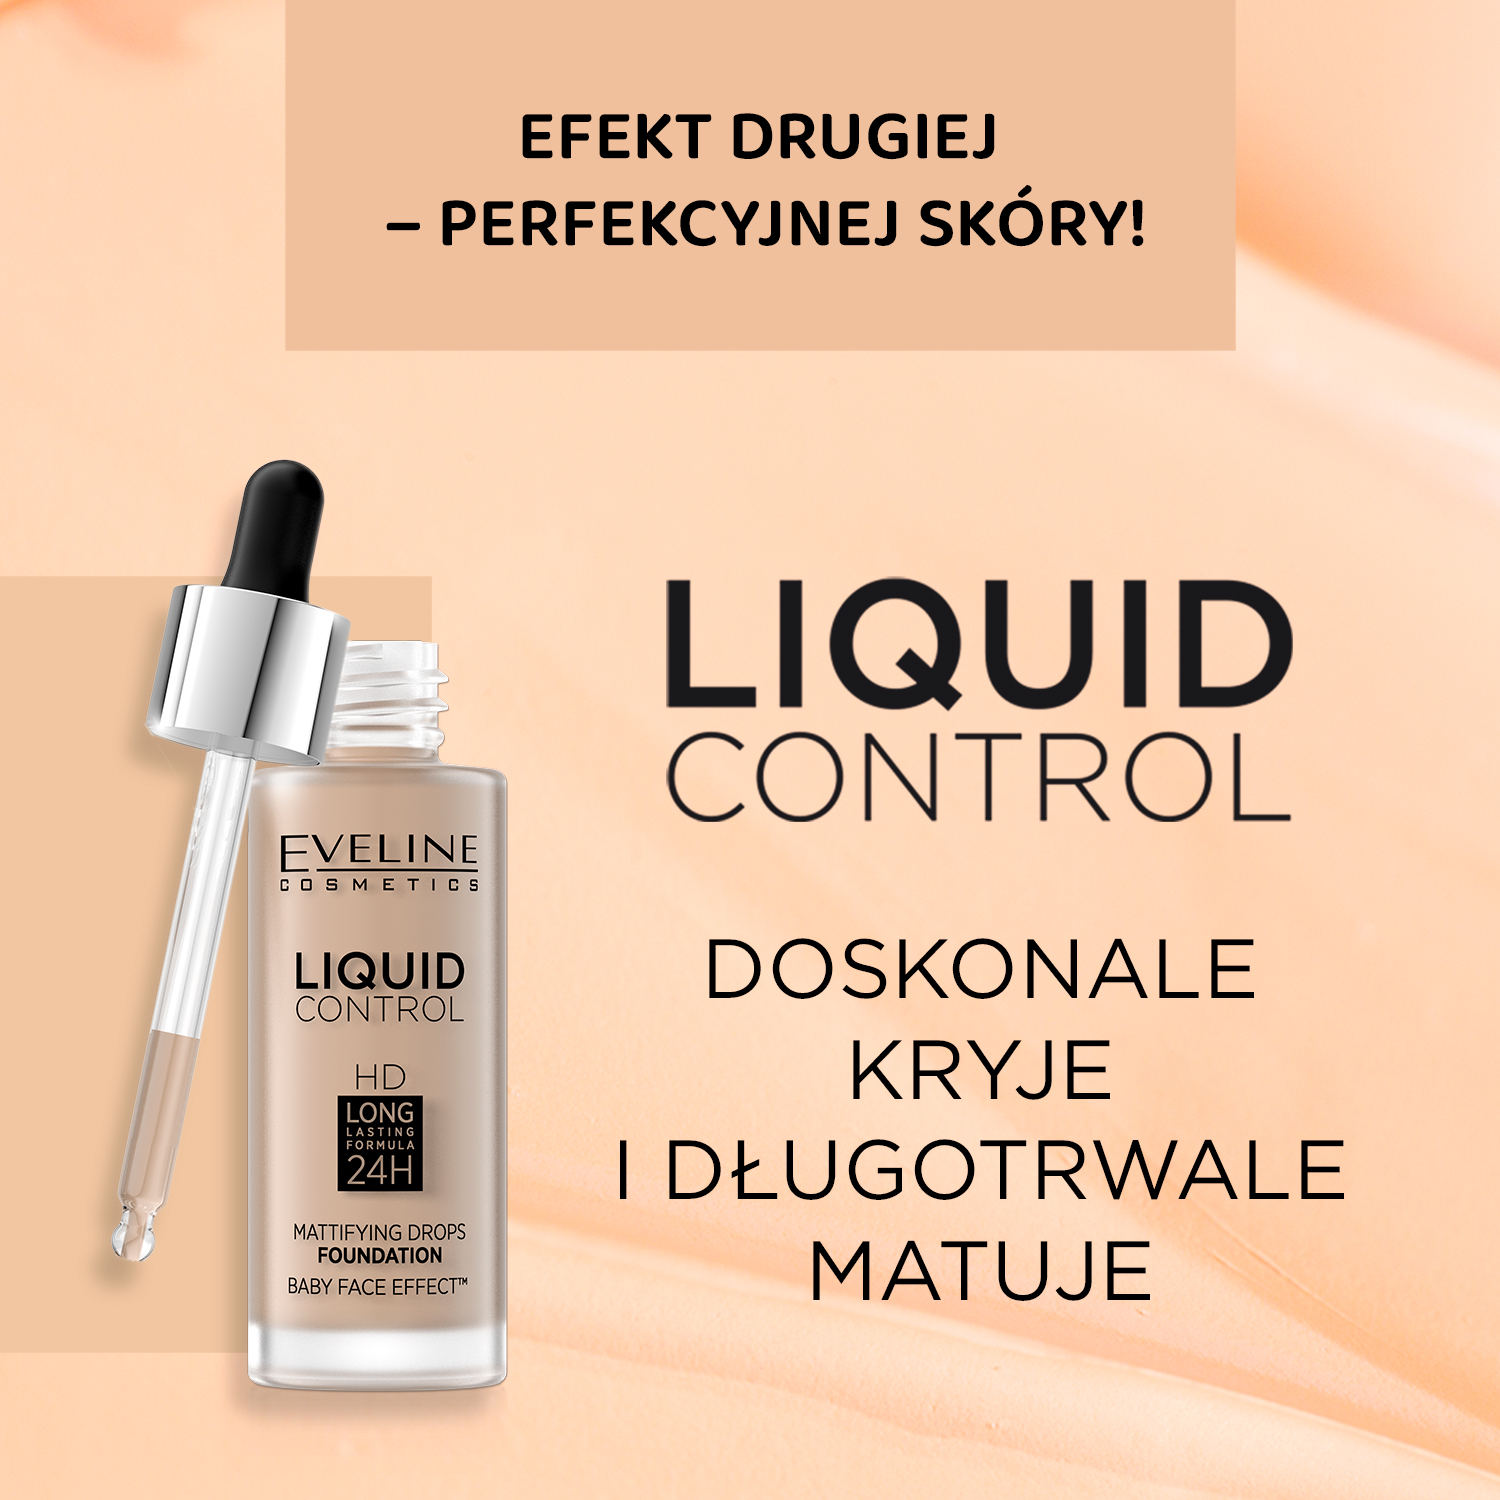 EFEKT DRUGIEJ
– PERFEKCYJNEJ SKÓRY!
LIQUID
CONTROL
DOSKONALE
KRYJE
I DŁUGOTRWALE
MATUJE
EVELINE
COSMETICS
LIQUID
CONTROL
HD
LONG
LASTING
FORMULA
24H
MATTIFYING DROPS
FOUNDATION
BABY FACE EFFECT™